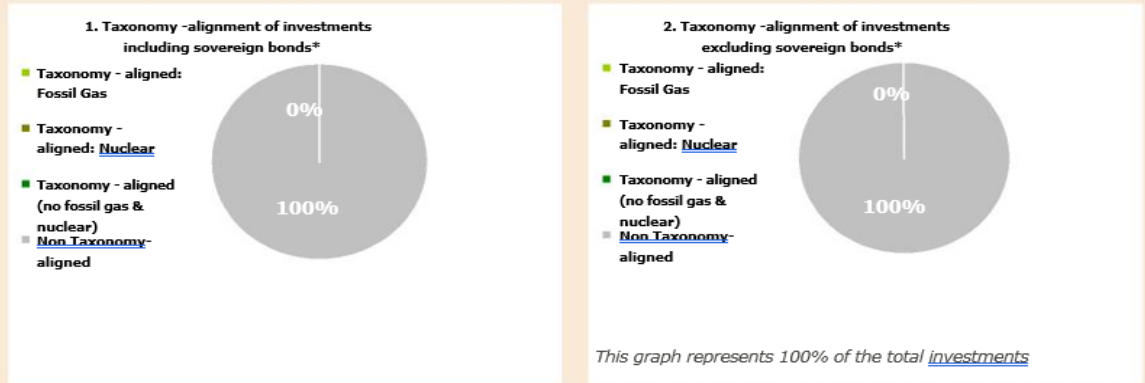 1. Taxonomy -alignment of investments
including sovereign bonds*
Taxonomy - aligned:
Fossil Gas
Taxonomy -
aligned: Nuclear
Taxonomy - aligned
(no fossil gas &
nuclear)
Non Taxonomy-
aligned
0%
100%
2. Taxonomy -alignment of investments
excluding sovereign bonds*
Taxonomy - aligned:
Fossil Gas
Taxonomy -
aligned: Nuclear
Taxonomy - aligned
(no fossil gas &
nuclear)
Non Taxonomy-
aligned
0%
100%
This graph represents 100% of the total investments